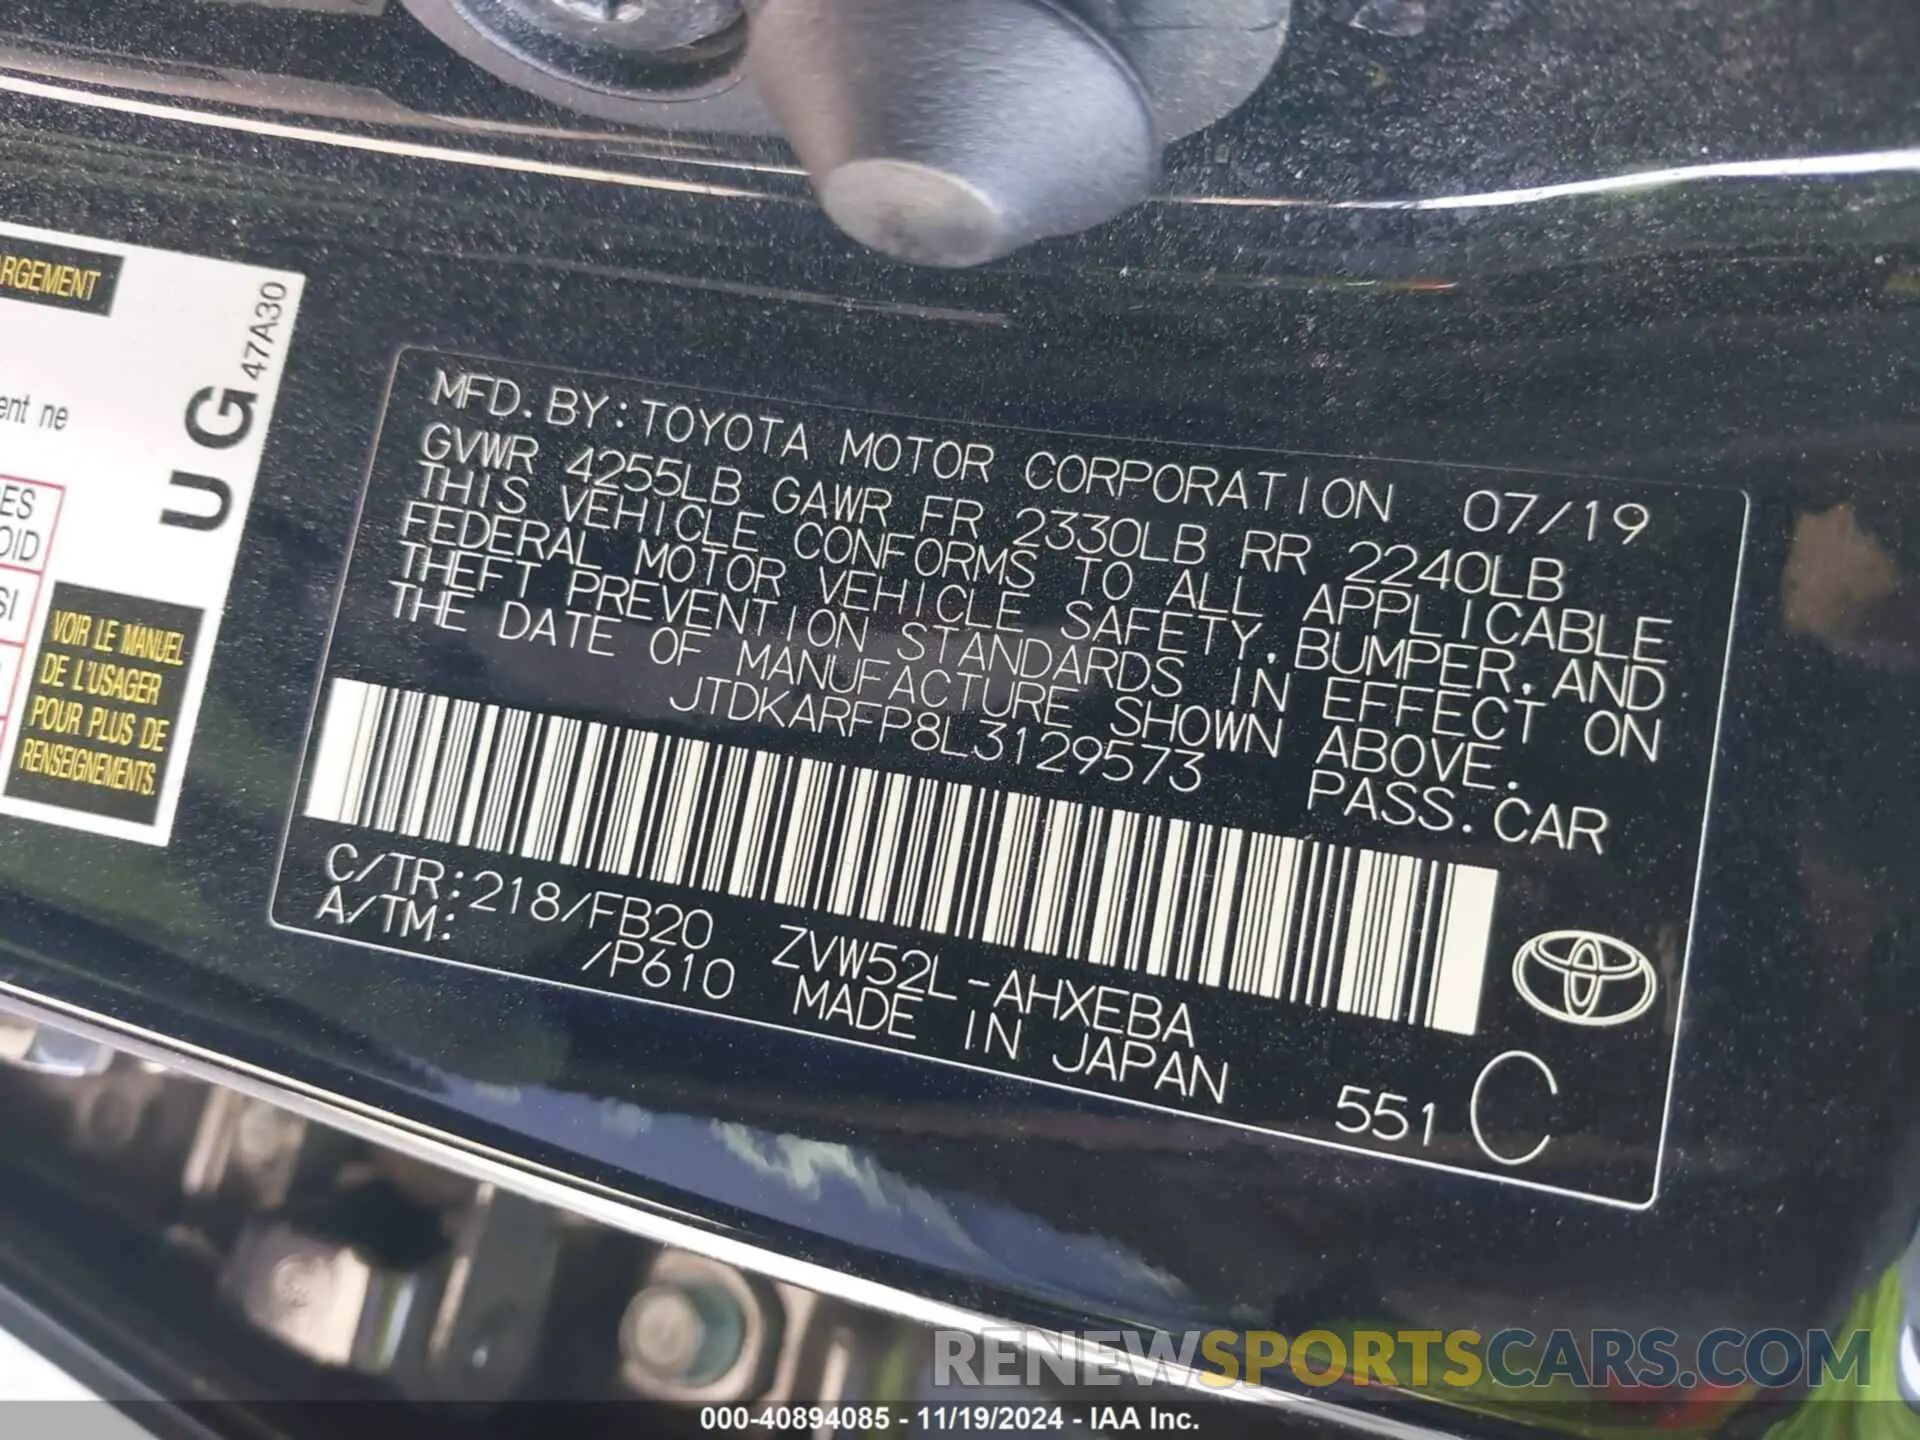 ARGEMENT
ent ne
DES
OID
SI
VOIR LE MANUEL
DE L'USAGER
POUR PLUS DE
RENSEIGNEMENTS.
UG 47A30
MFD. BY: TOYOTA MOTOR CORPORATION 07/19
GVWR 4255LB GAWR FR 2330LB RR 2240LB
THIS VEHICLE CONFORMS TO ALL APPLICABLE
FEDERAL MOTOR VEHICLE SAFETY, BUMPER, AND
THEFT PREVENTION STANDARDS IN EFFECT ON
THE DATE OF MANUFACTURE SHOWN ABOVE.
JTDKARFP8L3129573 PASS. CAR
C/TR:218/FB20 ZVW52L-AHXEBA
A/TM: /P610 MADE IN JAPAN
551 C
RENEWSPORTSCARS.COM
000-40894085 - 11/19/2024 - IAA Inc.